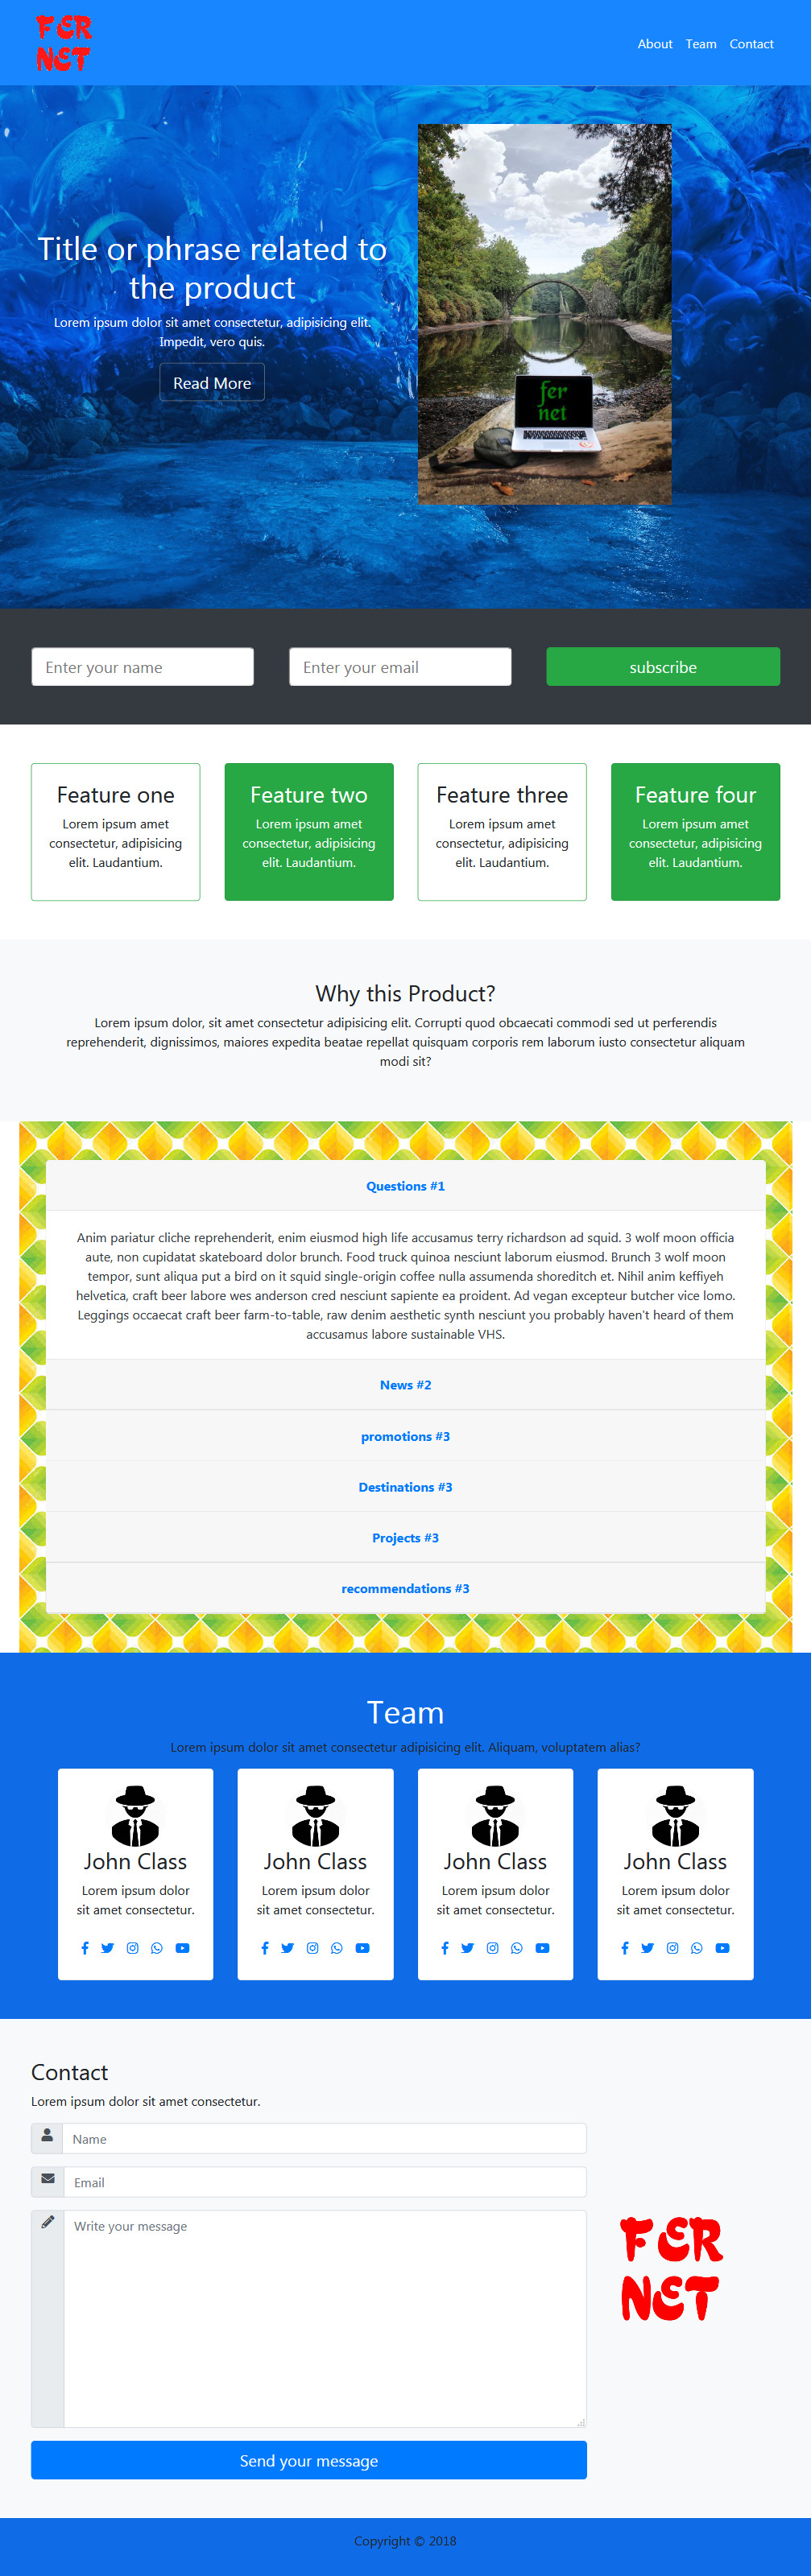 FER
NET
About Team Contact
Title or phrase related to
the product
Lorem ipsum dolor sit amet consectetur, adipisicing elit.
Impedit, vero quis.
Read More
fer
net
Enter your name
Enter your email
subscribe
Feature one
Lorem ipsum amet
consectetur, adipisicing
elit. Laudantium.
Feature two
Lorem ipsum amet
consectetur, adipisicing
elit. Laudantium.
Feature three
Lorem ipsum amet
consectetur, adipisicing
elit. Laudantium.
Feature four
Lorem ipsum amet
consectetur, adipisicing
elit. Laudantium.
Why this Product?
Lorem ipsum dolor, sit amet consectetur adipisicing elit. Corrupti quod obcaecati commodi sed ut perferendis
reprehenderit, dignissimos, maiores expedita beatae repellat quisquam corporis rem laborum iusto consectetur aliquam
modi sit?
Questions #1
Anim pariatur cliche reprehenderit, enim eiusmod high life accusamus terry richardson ad squid. 3 wolf moon officia
aute, non cupidatat skateboard dolor brunch. Food truck quinoa nesciunt laborum eiusmod. Brunch 3 wolf moon
tempor, sunt aliqua put a bird on it squid single-origin coffee nulla assumenda shoreditch et. Nihil anim keffiyeh
helvetica, craft beer labore wes anderson cred nesciunt sapiente ea proident. Ad vegan excepteur butcher vice lomo.
Leggings occaecat craft beer farm-to-table, raw denim aesthetic synth nesciunt you probably haven't heard of them
accusamus labore sustainable VHS.
News #2
promotions #3
Destinations #3
Projects #3
recommendations #3
Team
Lorem ipsum dolor sit amet consectetur adipisicing elit. Aliquam, voluptatem alias?
John Class
Lorem ipsum dolor
sit amet consectetur.
John Class
Lorem ipsum dolor
sit amet consectetur.
John Class
Lorem ipsum dolor
sit amet consectetur.
John Class
Lorem ipsum dolor
sit amet consectetur.
Contact
Lorem ipsum dolor sit amet consectetur.
Name
Email
Write your message
FER
NET
Send your message
Copyright © 2018